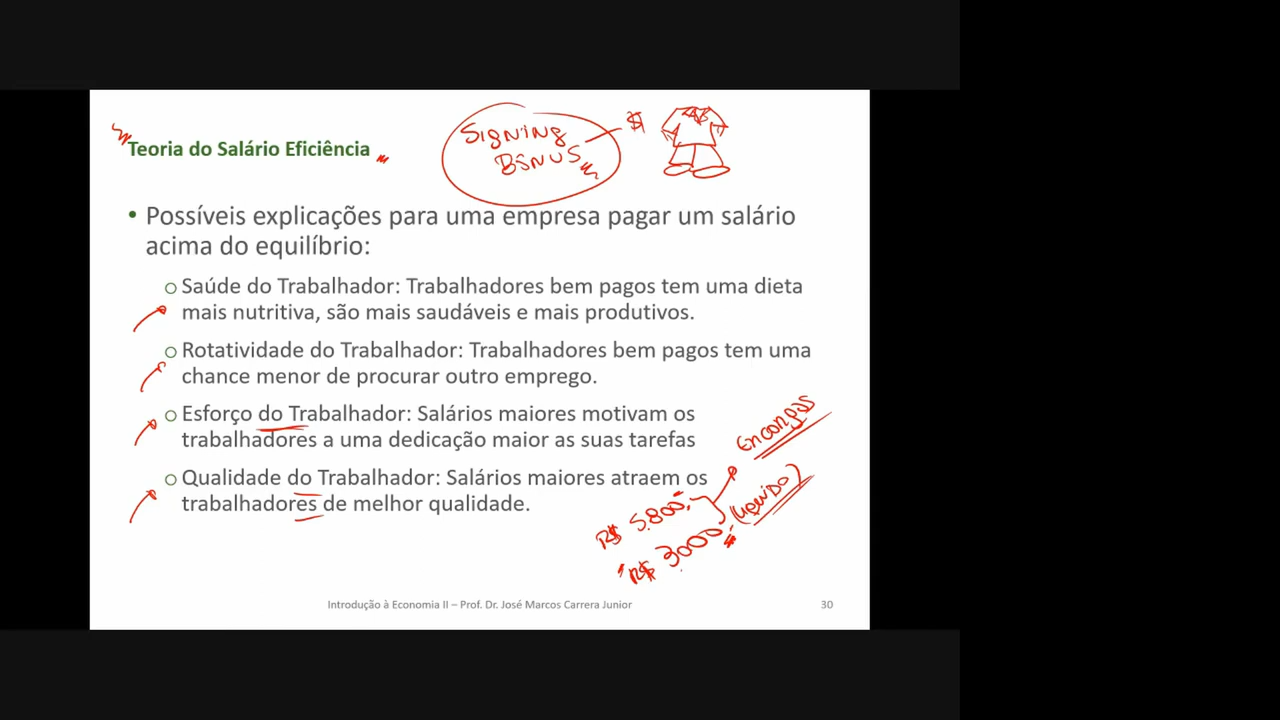 SIGNING
BÔNUS
$
Teoria do Salário Eficiência
• Possíveis explicações para uma empresa pagar um salário
acima do equilíbrio:
o Saúde do Trabalhador: Trabalhadores bem pagos tem uma dieta
mais nutritiva, são mais saudáveis e mais produtivos.
o Rotatividade do Trabalhador: Trabalhadores bem pagos tem uma
chance menor de procurar outro emprego.
o Esforço do Trabalhador: Salários maiores motivam os
trabalhadores a uma dedicação maior as suas tarefas
o Qualidade do Trabalhador: Salários maiores atraem os
trabalhadores de melhor qualidade.
Encargos
R$ 5.800,
R$ 3.000 (LÍQUIDO)
Introdução à Economia II – Prof. Dr. José Marcos Carrera Junior
30